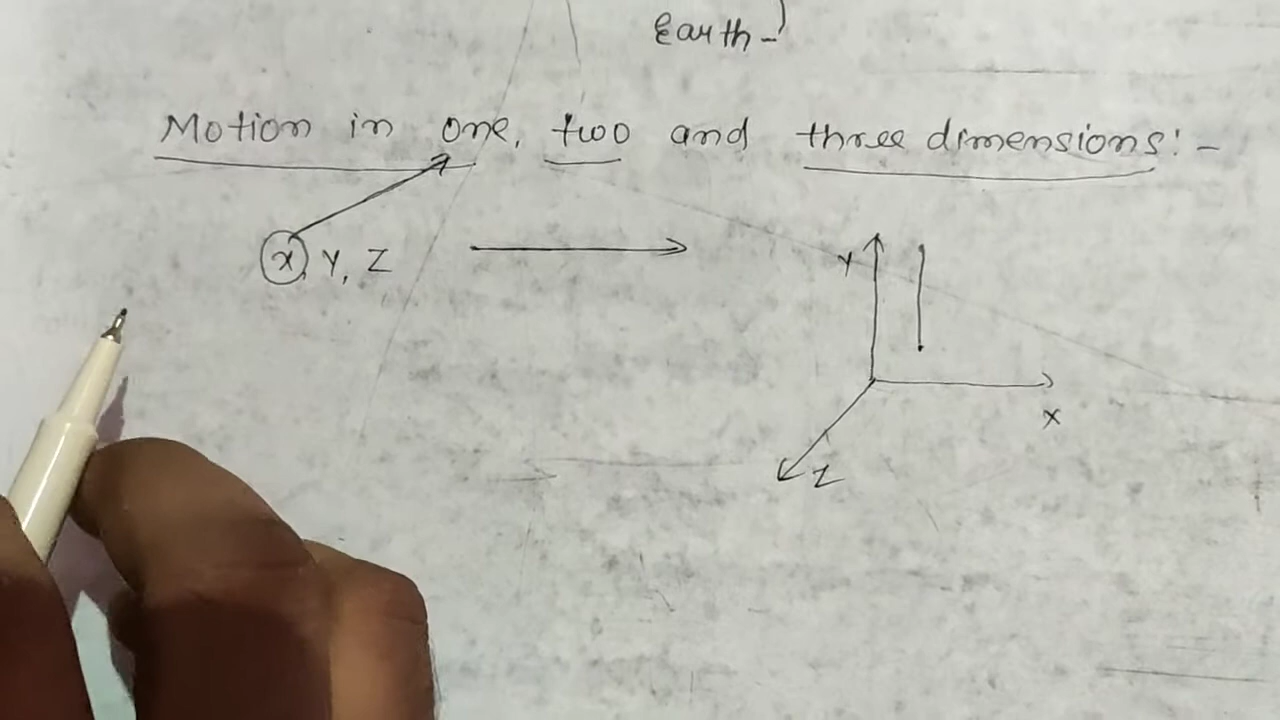 Earth -
Motion in one, two and three dimensions :-
X, Y, Z
Y
X
Z